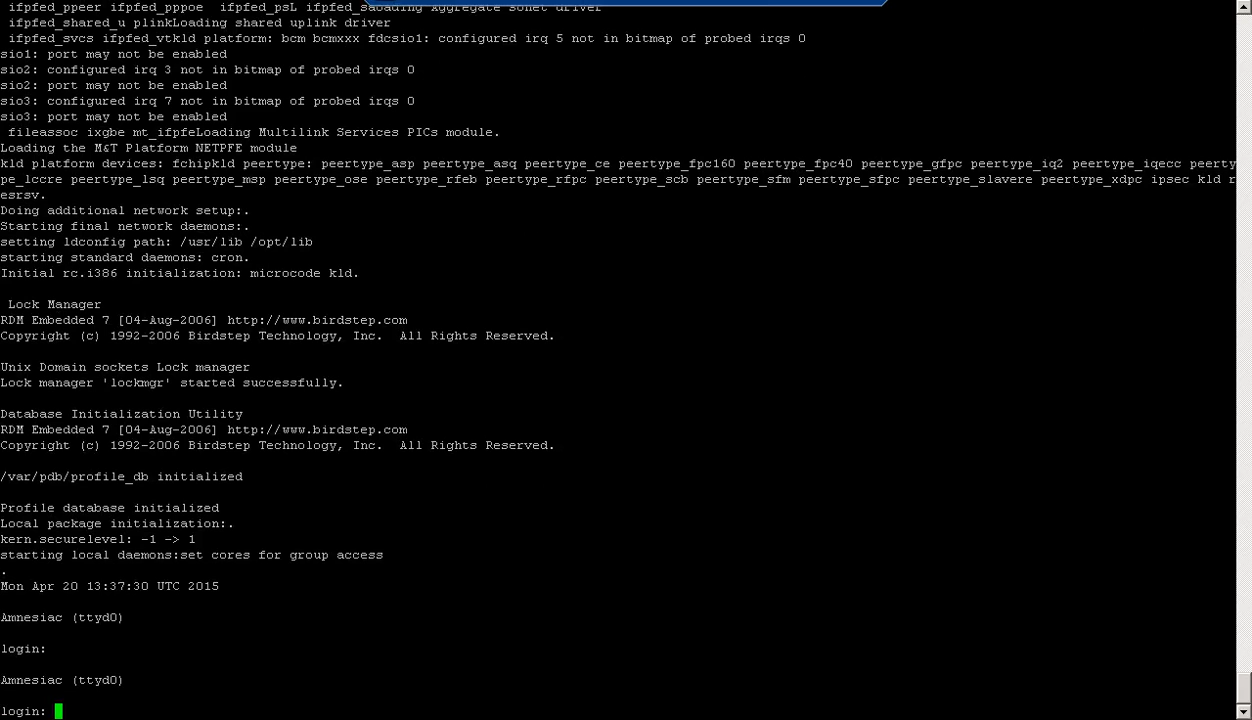 ifpfed_ppeer ifpfed_pppoe  ifpfed_psL ifpfed_saoading Aggregate sonet driver
ifpfed_shared_u plinkLoading shared uplink driver
ifpfed_svcs ifpfed_vtkld platform: bcm bcmxxx fdcsio1: configured irq 5 not in bitmap of probed irqs 0
sio1: port may not be enabled
sio2: configured irq 3 not in bitmap of probed irqs 0
sio2: port may not be enabled
sio3: configured irq 7 not in bitmap of probed irqs 0
sio3: port may not be enabled
fileassoc ixgbe mt_ifpfeLoading Multilink Services PICs module.
Loading the M&T Platform NETPFE module
kld platform devices: fchipkld peertype: peertype_asp peertype_asq peertype_ce peertype_fpc160 peertype_fpc40 peertype_gfpc peertype_iq2 peertype_iqecc peerty
pe_lccre peertype_lsq peertype_msp peertype_ose peertype_rfeb peertype_rfpc peertype_scb peertype_sfm peertype_sfpc peertype_slavere peertype_xdpc ipsec kld r
esrsv.
Doing additional network setup:.
Starting final network daemons:.
setting ldconfig path: /usr/lib /opt/lib
starting standard daemons: cron.
Initial rc.i386 initialization: microcode kld.
Lock Manager
RDM Embedded 7 [04-Aug-2006] http://www.birdstep.com
Copyright (c) 1992-2006 Birdstep Technology, Inc.  All Rights Reserved.
Unix Domain sockets Lock manager
Lock manager 'lockmgr' started successfully.
Database Initialization Utility
RDM Embedded 7 [04-Aug-2006] http://www.birdstep.com
Copyright (c) 1992-2006 Birdstep Technology, Inc.  All Rights Reserved.
/var/pdb/profile_db initialized
Profile database initialized
Local package initialization:.
kern.securelevel: -1 -> 1
starting local daemons:set cores for group access
.
Mon Apr 20 13:37:30 UTC 2015
Amnesiac (ttyd0)
login:
Amnesiac (ttyd0)
login: